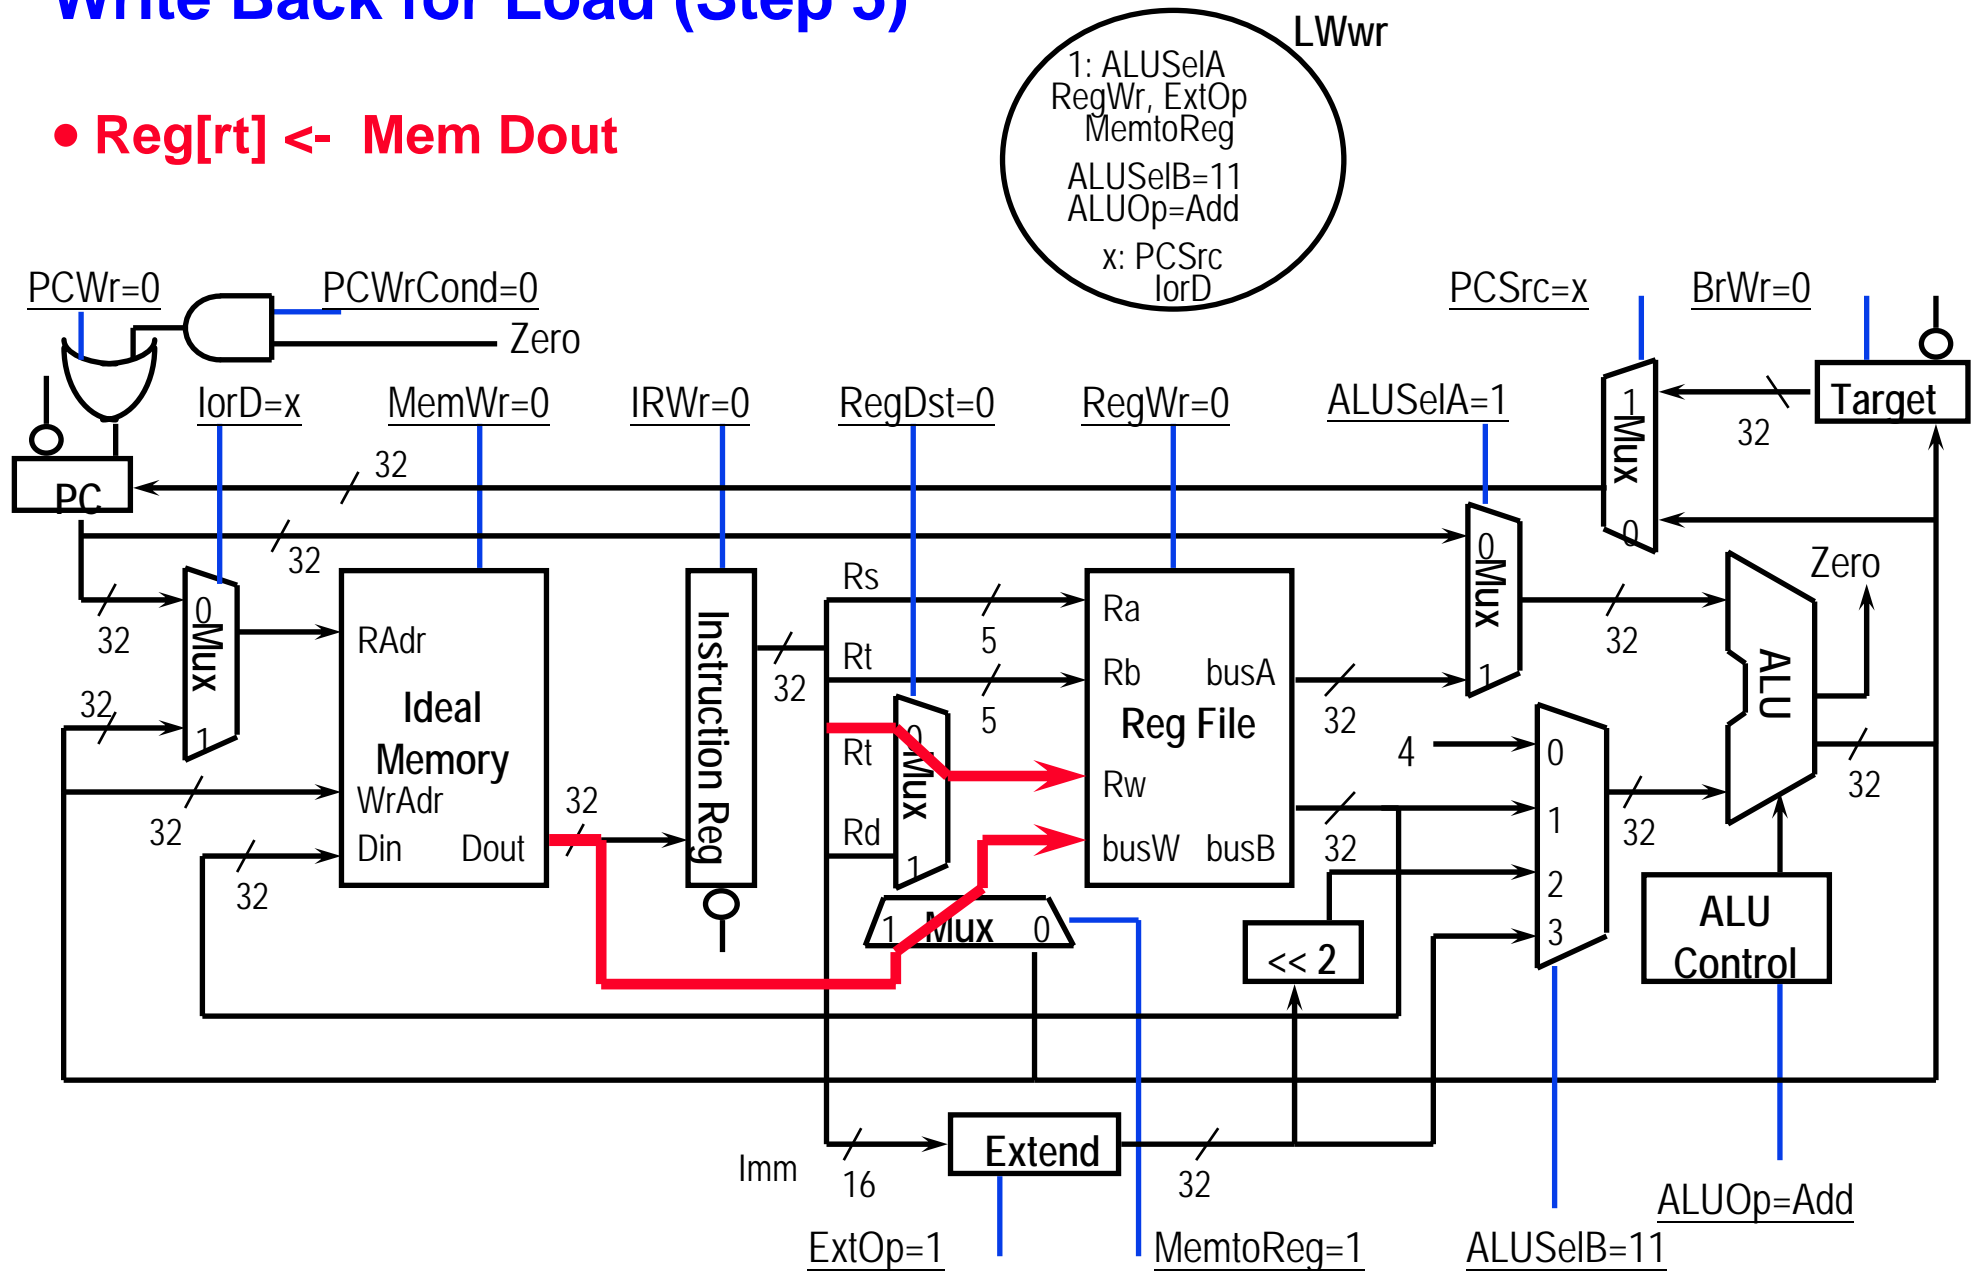 Write Back for Load (Step 5)
LWwr
1: ALUSelA
RegWr, ExtOp
MemtoReg
ALUSelB=11
ALUOp=Add
x: PCSrc
IorD
• Reg[rt] <- Mem Dout
PCWr=0
PCWrCond=0
Zero
PCSrc=x
BrWr=0
IorD=x
MemWr=0
IRWr=0
RegDst=0
RegWr=0
ALUSelA=1
1
Mux
0
32
Target
PC
32
32
0
Mux
1
32
32
RAdr
Ideal
Memory
WrAdr
Din
Dout
32
32
32
Instruction Reg
32
Rs
Rt
5
5
Rt
0
Mux
1
Rd
Ra
Rb
busA
Reg File
Rw
busW
busB
32
32
0
Mux
1
32
4
0
1
2
3
32
ALU
Zero
32
1
Mux
0
<< 2
ALU
Control
Imm
16
Extend
32
ExtOp=1
MemtoReg=1
ALUSelB=11
ALUOp=Add